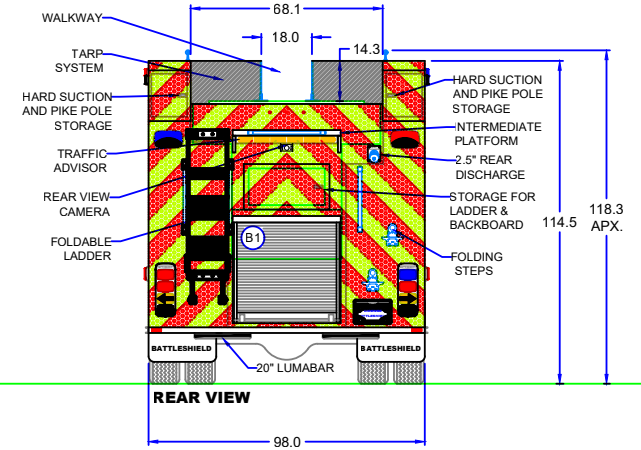 68.1
WALKWAY
18.0
14.3
TARP
SYSTEM
HARD SUCTION
AND PIKE POLE
STORAGE
HARD SUCTION
AND PIKE POLE
STORAGE
INTERMEDIATE
PLATFORM
TRAFFIC
ADVISOR
2.5" REAR
DISCHARGE
REAR VIEW
CAMERA
STORAGE FOR
LADDER &
BACKBOARD
114.5
118.3
APX.
FOLDABLE
LADDER
B1
FOLDING
STEPS
BATTLESHIELD
BATTLESHIELD
BATTLESHIELD
20" LUMABAR
REAR VIEW
98.0